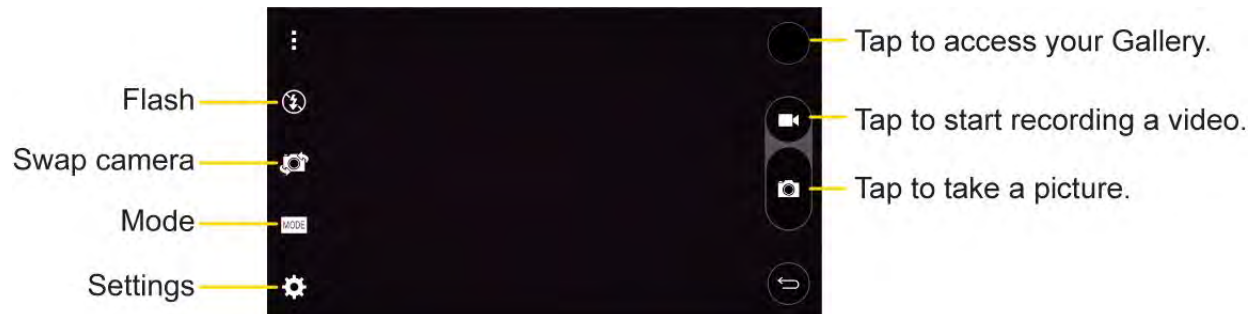 Flash
Swap camera
Mode
Settings
MODE
Tap to access your Gallery.
Tap to start recording a video.
Tap to take a picture.